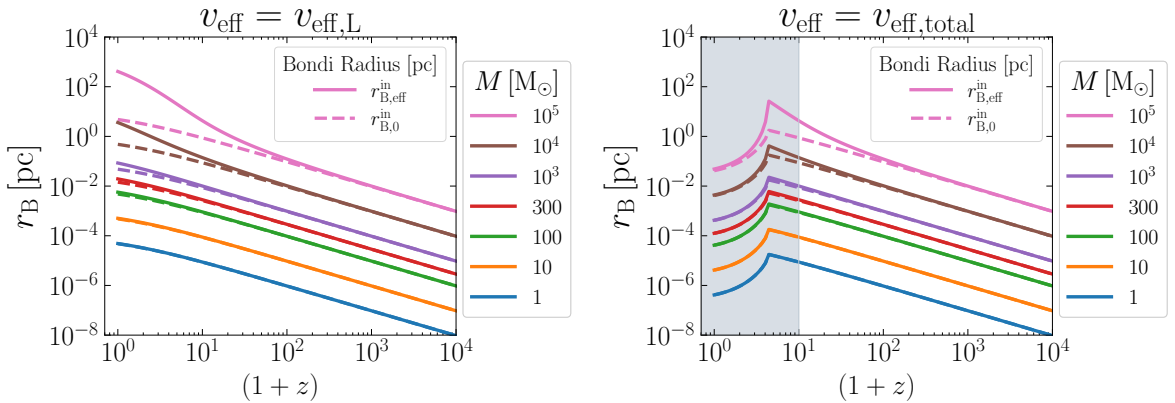 v_eff = v_eff,L
r_B [pc]
10^4
10^2
10^0
10^−2
10^−4
10^−6
10^−8
Bondi Radius [pc]
r^in_B,eff
r^in_B,0
M [M_⊙]
10^5
10^4
10^3
300
100
10
1
10^0 10^1 10^2 10^3 10^4
(1 + z)
v_eff = v_eff,total
r_B [pc]
10^4
10^2
10^0
10^−2
10^−4
10^−6
10^−8
Bondi Radius [pc]
r^in_B,eff
r^in_B,0
M [M_⊙]
10^5
10^4
10^3
300
100
10
1
10^0 10^1 10^2 10^3 10^4
(1 + z)